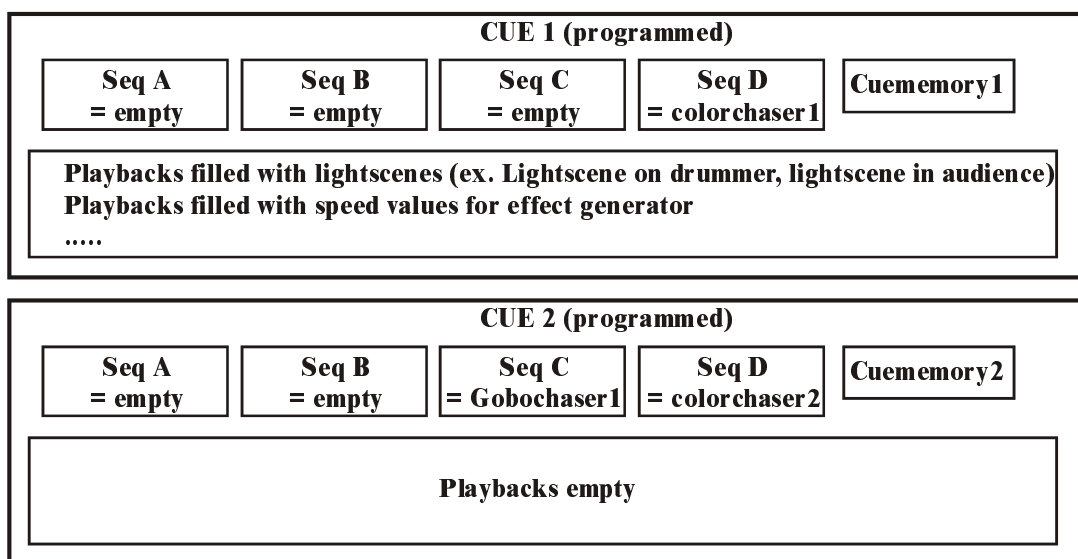 CUE 1 (programmed)
Seq A
= empty
Seq B
= empty
Seq C
= empty
Seq D
= colorchaser1
Cuememory1
Playbacks filled with lightscenes (ex. Lightscene on drummer, lightscene in audience)
Playbacks filled with speed values for effect generator
.....
CUE 2 (programmed)
Seq A
= empty
Seq B
= empty
Seq C
= Gobochaser1
Seq D
= colorchaser2
Cuememory2
Playbacks empty